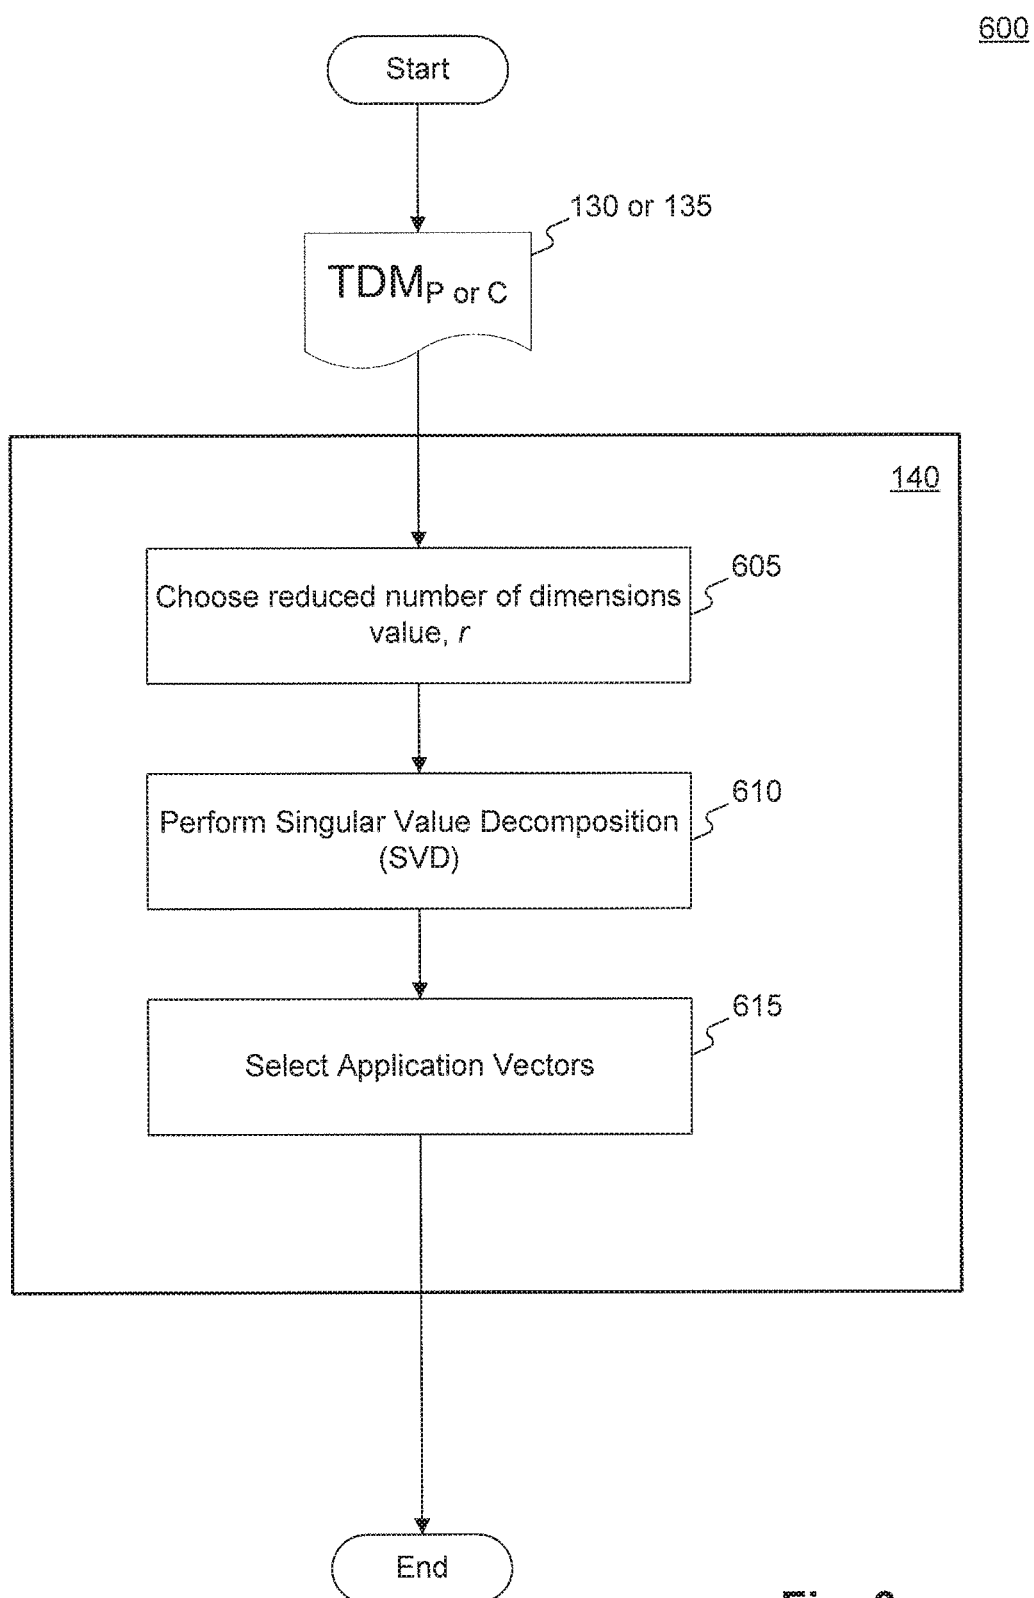 600
Start
130 or 135
TDMP or C
140
Choose reduced number of dimensions
value, r
605
Perform Singular Value Decomposition
(SVD)
610
Select Application Vectors
615
End